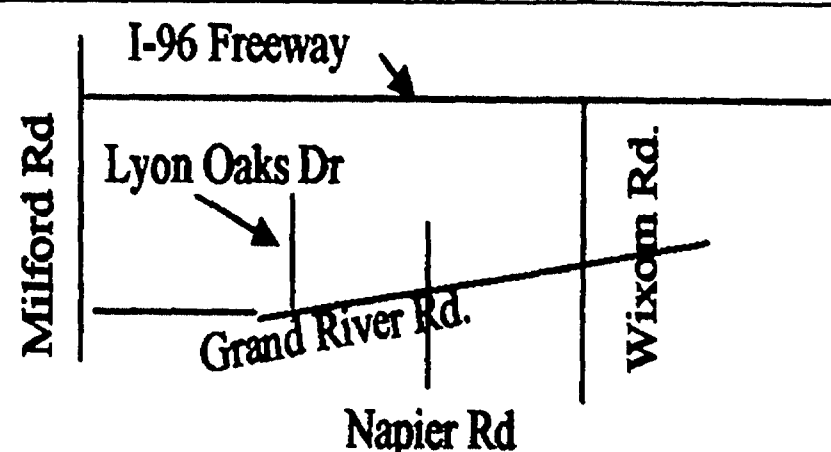 I-96 Freeway
Milford Rd
Lyon Oaks Dr
Wixom Rd.
Grand River Rd.
Napier Rd